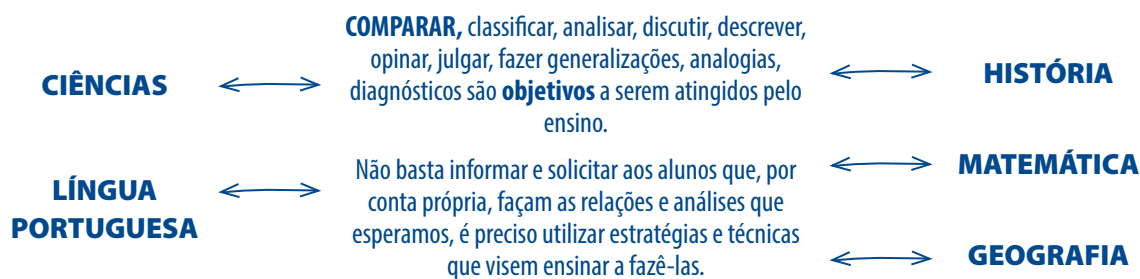 CIÊNCIAS
LÍNGUA
PORTUGUESA
COMPARAR, classificar, analisar, discutir, descrever,
opinar, julgar, fazer generalizações, analogias,
diagnósticos são objetivos a serem atingidos pelo
ensino.
Não basta informar e solicitar aos alunos que, por
conta própria, façam as relações e análises que
esperamos, é preciso utilizar estratégias e técnicas
que visem ensinar a fazê-las.
HISTÓRIA
MATEMÁTICA
GEOGRAFIA